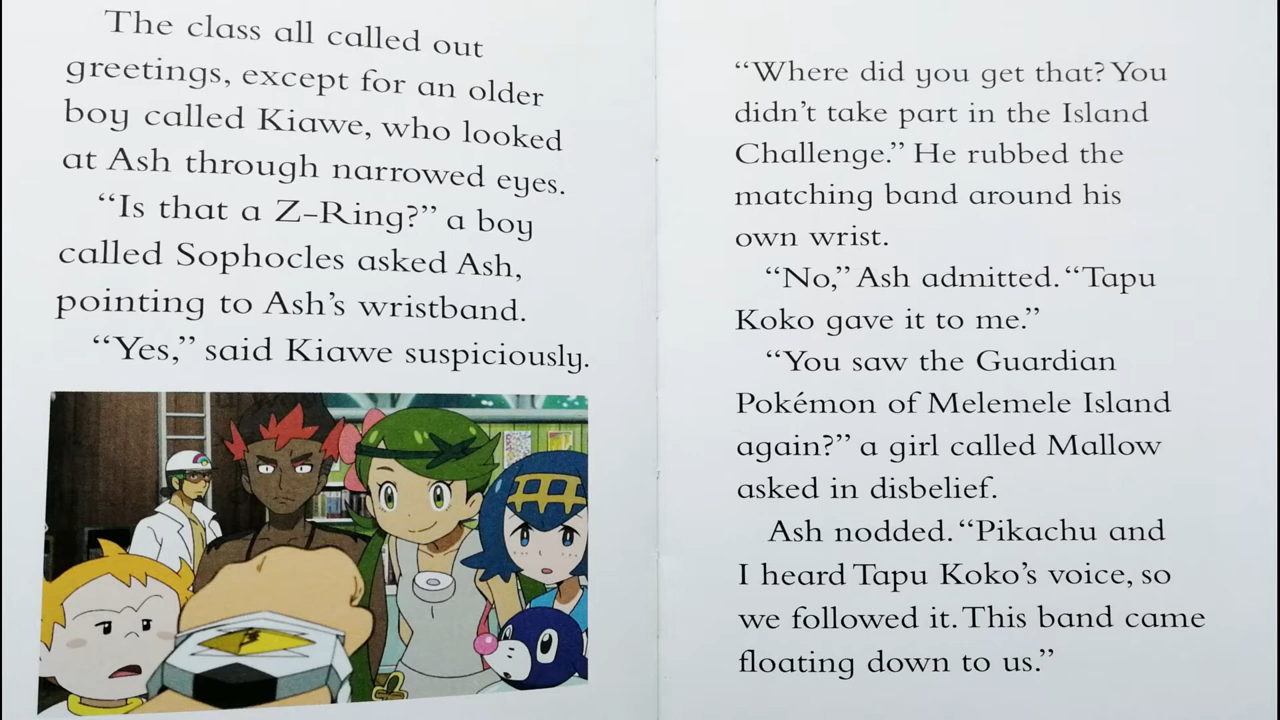 The class all called out
greetings, except for an older
boy called Kiawe, who looked
at Ash through narrowed eyes.
“Is that a Z-Ring?” a boy
called Sophocles asked Ash,
pointing to Ash’s wristband.
“Yes,” said Kiawe suspiciously.
“Where did you get that? You
didn’t take part in the Island
Challenge.” He rubbed the
matching band around his
own wrist.
“No,” Ash admitted. “Tapu
Koko gave it to me.”
“You saw the Guardian
Pokémon of Melemele Island
again?” a girl called Mallow
asked in disbelief.
Ash nodded. “Pikachu and
I heard Tapu Koko’s voice, so
we followed it. This band came
floating down to us.”